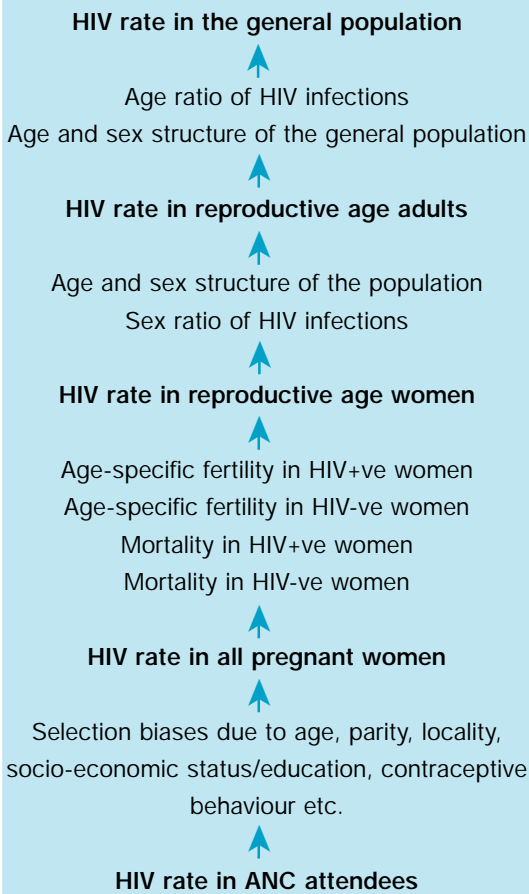 HIV rate in the general population
Age ratio of HIV infections
Age and sex structure of the general population
HIV rate in reproductive age adults
Age and sex structure of the population
Sex ratio of HIV infections
HIV rate in reproductive age women
Age-specific fertility in HIV+ve women
Age-specific fertility in HIV-ve women
Mortality in HIV+ve women
Mortality in HIV-ve women
HIV rate in all pregnant women
Selection biases due to age, parity, locality,
socio-economic status/education, contraceptive
behaviour etc.
HIV rate in ANC attendees